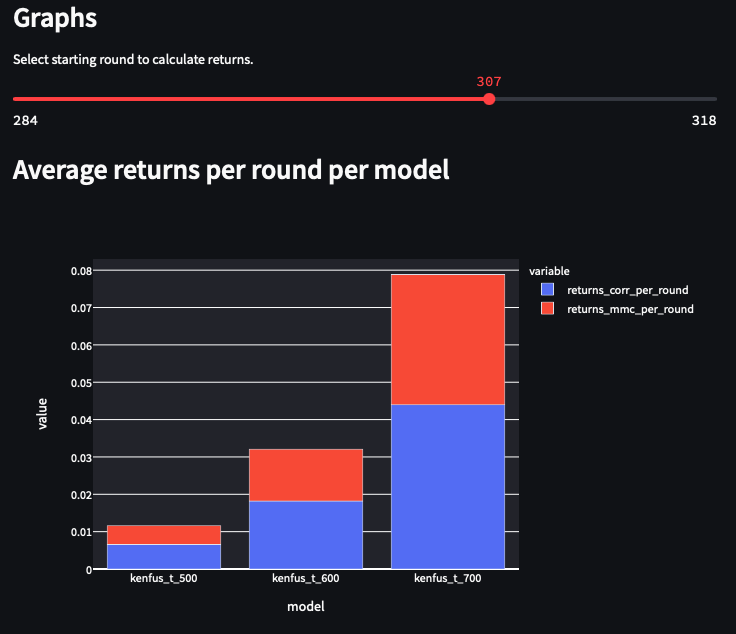 Graphs
Select starting round to calculate returns.
307
284 318
Average returns per round per model
variable
returns_corr_per_round
returns_mmc_per_round
0.08
0.07
0.06
0.05
0.04
0.03
0.02
0.01
0
value
kenfus_t_500 kenfus_t_600 kenfus_t_700
model